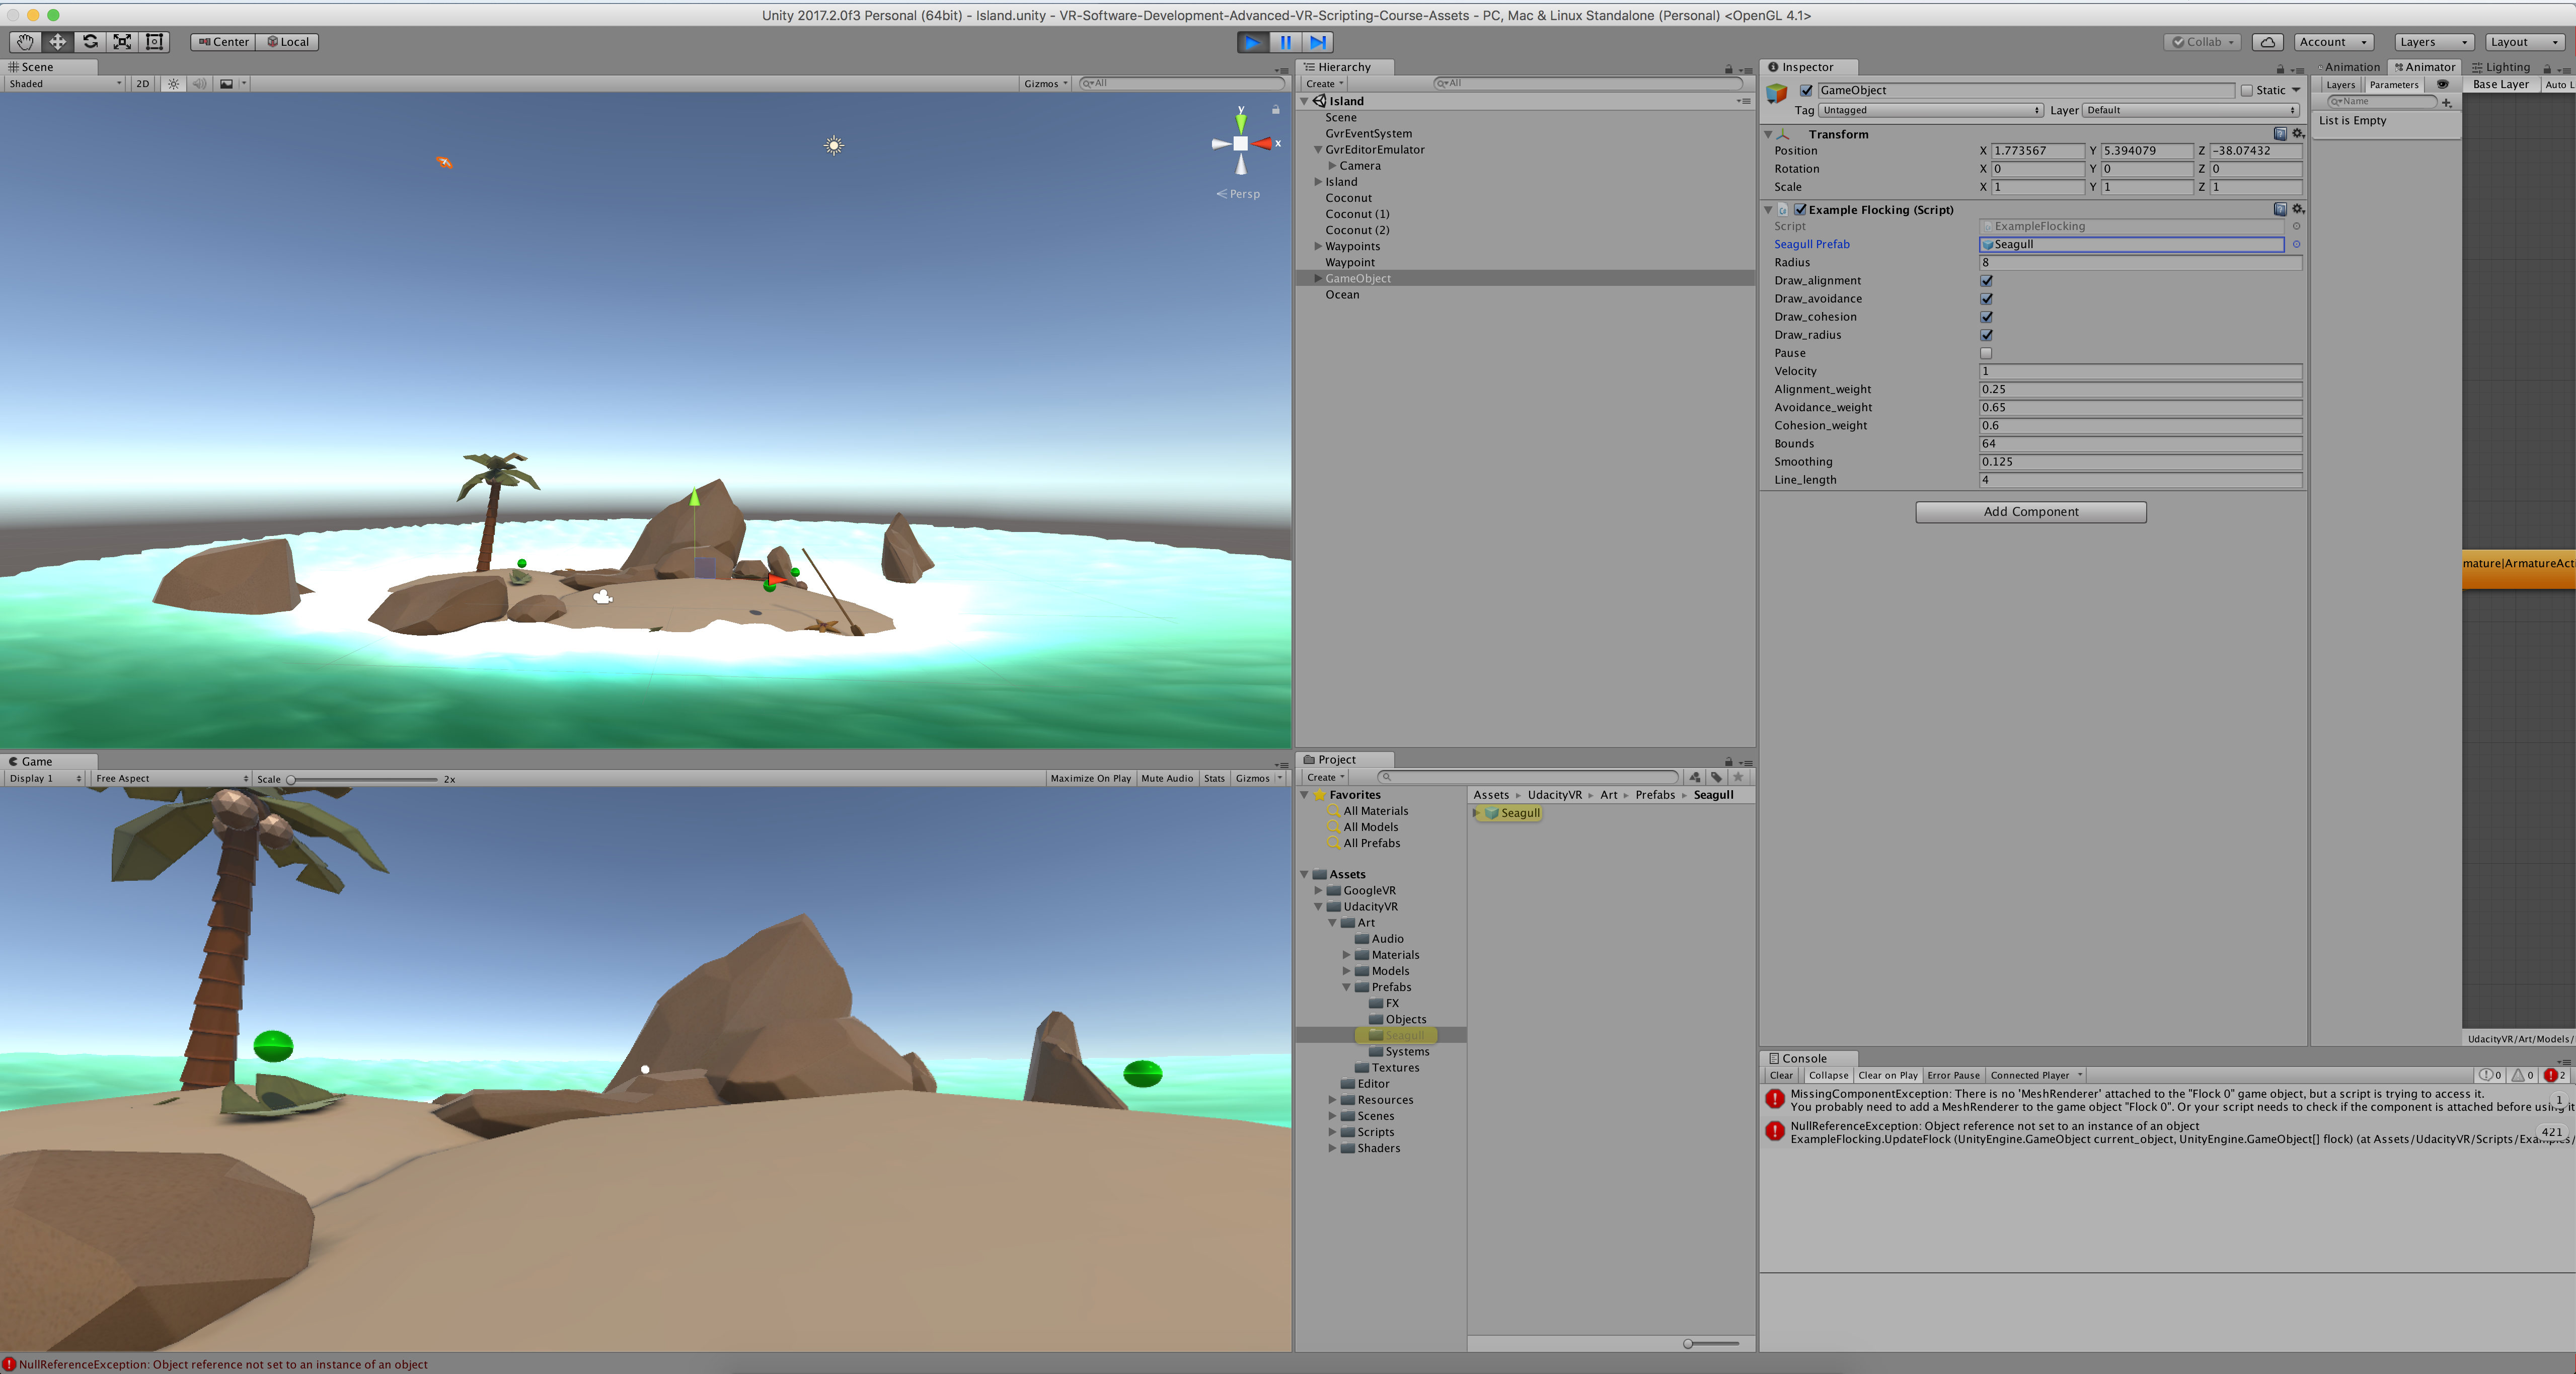 Unity 2017.2.0f3 Personal (64bit) - Island.unity - VR-Software-Development-Advanced-VR-Scripting-Course-Assets - PC, Mac & Linux Standalone (Personal) <OpenGL 4.1>
Center Local
Collab Account Layers Layout
Scene
Shaded 2D Gizmos All
y
x
Persp
Game
Display 1 Free Aspect Scale 2x Maximize On Play Mute Audio Stats Gizmos
Hierarchy
Create All
Island
Scene
GvrEventSystem
GvrEditorEmulator
Camera
Island
Coconut
Coconut (1)
Coconut (2)
Waypoints
Waypoint
GameObject
Ocean
Project
Create
Favorites
All Materials
All Models
All Prefabs
Assets
GoogleVR
UdacityVR
Art
Audio
Materials
Models
Prefabs
FX
Objects
Seagull
Systems
Textures
Editor
Resources
Scenes
Scripts
Shaders
Assets UdacityVR Art Prefabs Seagull
Seagull
Inspector
GameObject Static
Tag Untagged Layer Default
Transform
Position X 1.773567 Y 5.394079 Z -38.07432
Rotation X 0 Y 0 Z 0
Scale X 1 Y 1 Z 1
Example Flocking (Script)
Script ExampleFlocking
Seagull Prefab Seagull
Radius 8
Draw_alignment
Draw_avoidance
Draw_cohesion
Draw_radius
Pause
Velocity 1
Alignment_weight 0.25
Avoidance_weight 0.65
Cohesion_weight 0.6
Bounds 64
Smoothing 0.125
Line_length 4
Add Component
Animation Animator Lighting
Layers Parameters Base Layer Auto L
Name
List is Empty
mature|ArmatureActi
UdacityVR/Art/Models/
Console
Clear Collapse Clear on Play Error Pause Connected Player 0 0 2
MissingComponentException: There is no 'MeshRenderer' attached to the "Flock 0" game object, but a script is trying to access it.
You probably need to add a MeshRenderer to the game object "Flock 0". Or your script needs to check if the component is attached before using it
1
NullReferenceException: Object reference not set to an instance of an object
ExampleFlocking.UpdateFlock (UnityEngine.GameObject current_object, UnityEngine.GameObject[] flock) (at Assets/UdacityVR/Scripts/Examples/
421
NullReferenceException: Object reference not set to an instance of an object